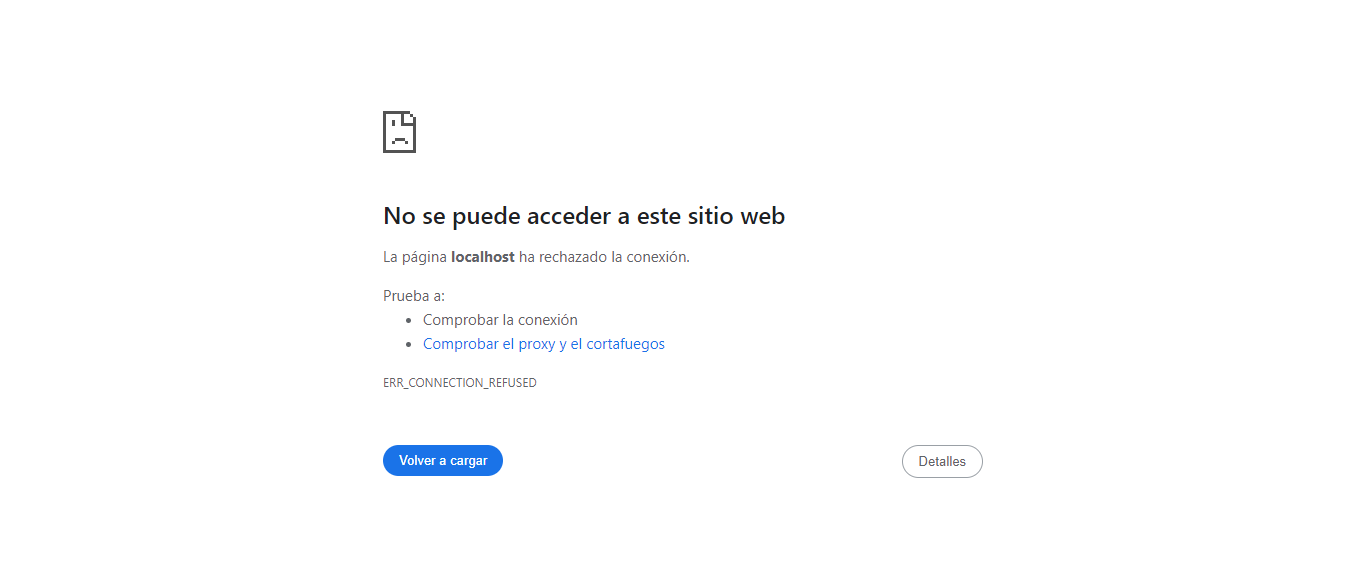 No se puede acceder a este sitio web
La página localhost ha rechazado la conexión.
Prueba a:
• Comprobar la conexión
• Comprobar el proxy y el cortafuegos
ERR_CONNECTION_REFUSED
Volver a cargar
Detalles